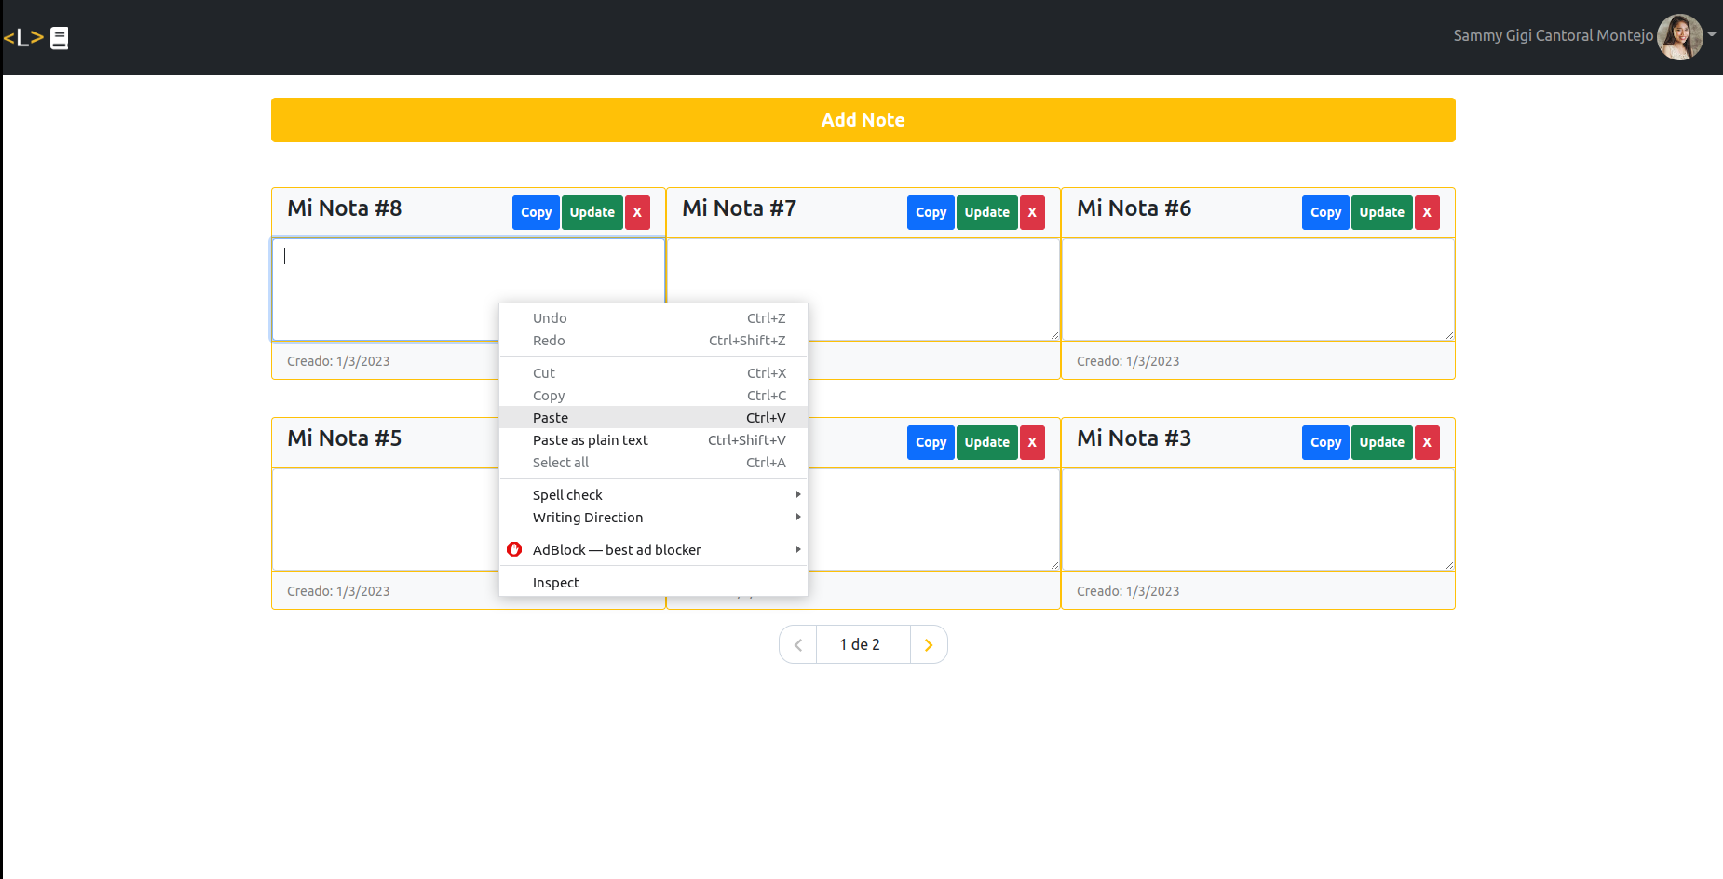 <L>
Sammy Gigi Cantoral Montejo
Add Note
Mi Nota #8 Copy Update X
Mi Nota #7 Copy Update X
Mi Nota #6 Copy Update X
Undo Ctrl+Z
Redo Ctrl+Shift+Z
Cut Ctrl+X
Copy Ctrl+C
Paste Ctrl+V
Paste as plain text Ctrl+Shift+V
Select all Ctrl+A
Spell check
Writing Direction
AdBlock — best ad blocker
Inspect
Creado: 1/3/2023
Creado: 1/3/2023
Mi Nota #5
Copy Update X
Mi Nota #3 Copy Update X
Creado: 1/3/2023
Creado: 1/3/2023
1 de 2